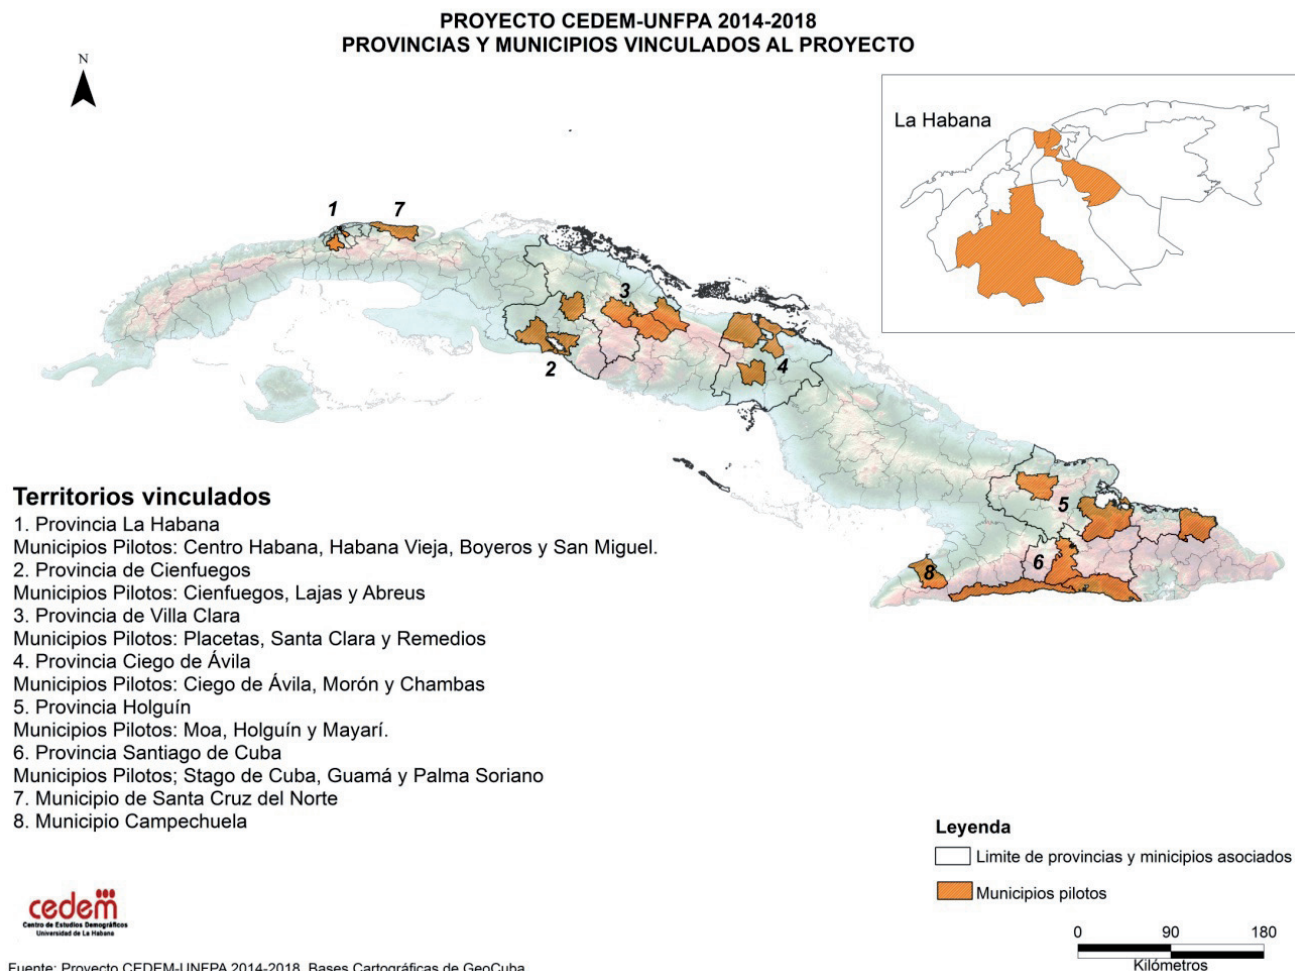 PROYECTO CEDEM-UNFPA 2014-2018
PROVINCIAS Y MUNICIPIOS VINCULADOS AL PROYECTO
N
La Habana
1
7
3
2
4
5
6
8
Territorios vinculados
1. Provincia La Habana
Municipios Pilotos: Centro Habana, Habana Vieja, Boyeros y San Miguel.
2. Provincia de Cienfuegos
Municipios Pilotos: Cienfuegos, Lajas y Abreus
3. Provincia de Villa Clara
Municipios Pilotos: Placetas, Santa Clara y Remedios
4. Provincia Ciego de Ávila
Municipios Pilotos: Ciego de Ávila, Morón y Chambas
5. Provincia Holguín
Municipios Pilotos: Moa, Holguín y Mayarí.
6. Provincia Santiago de Cuba
Municipios Pilotos; Stago de Cuba, Guamá y Palma Soriano
7. Municipio de Santa Cruz del Norte
8. Municipio Campechuela
Leyenda
Limite de provincias y minicipios asociados
Municipios pilotos
0 90 180
Kilómetros
cedem
Centro de Estudios Demográficos
Universidad de La Habana
Fuente: Proyecto CEDEM-UNFPA 2014-2018. Bases Cartográficas de GeoCuba